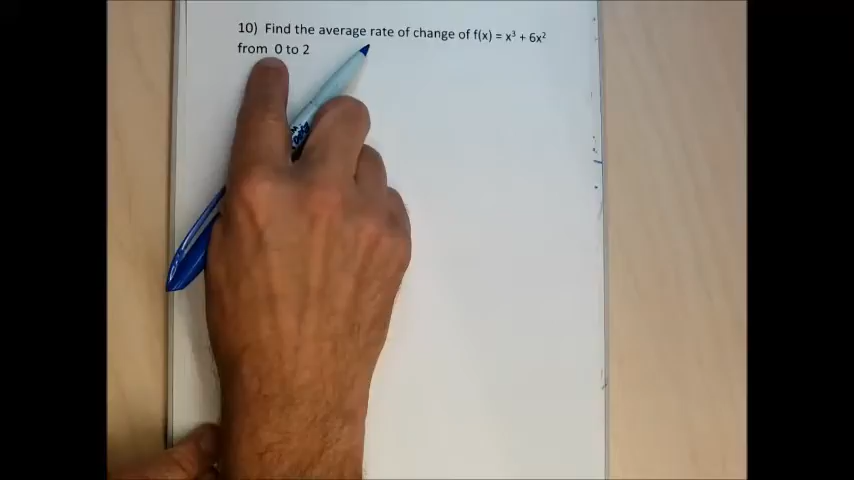 10) Find the average rate of change of f(x) = x³ + 6x²
from 0 to 2